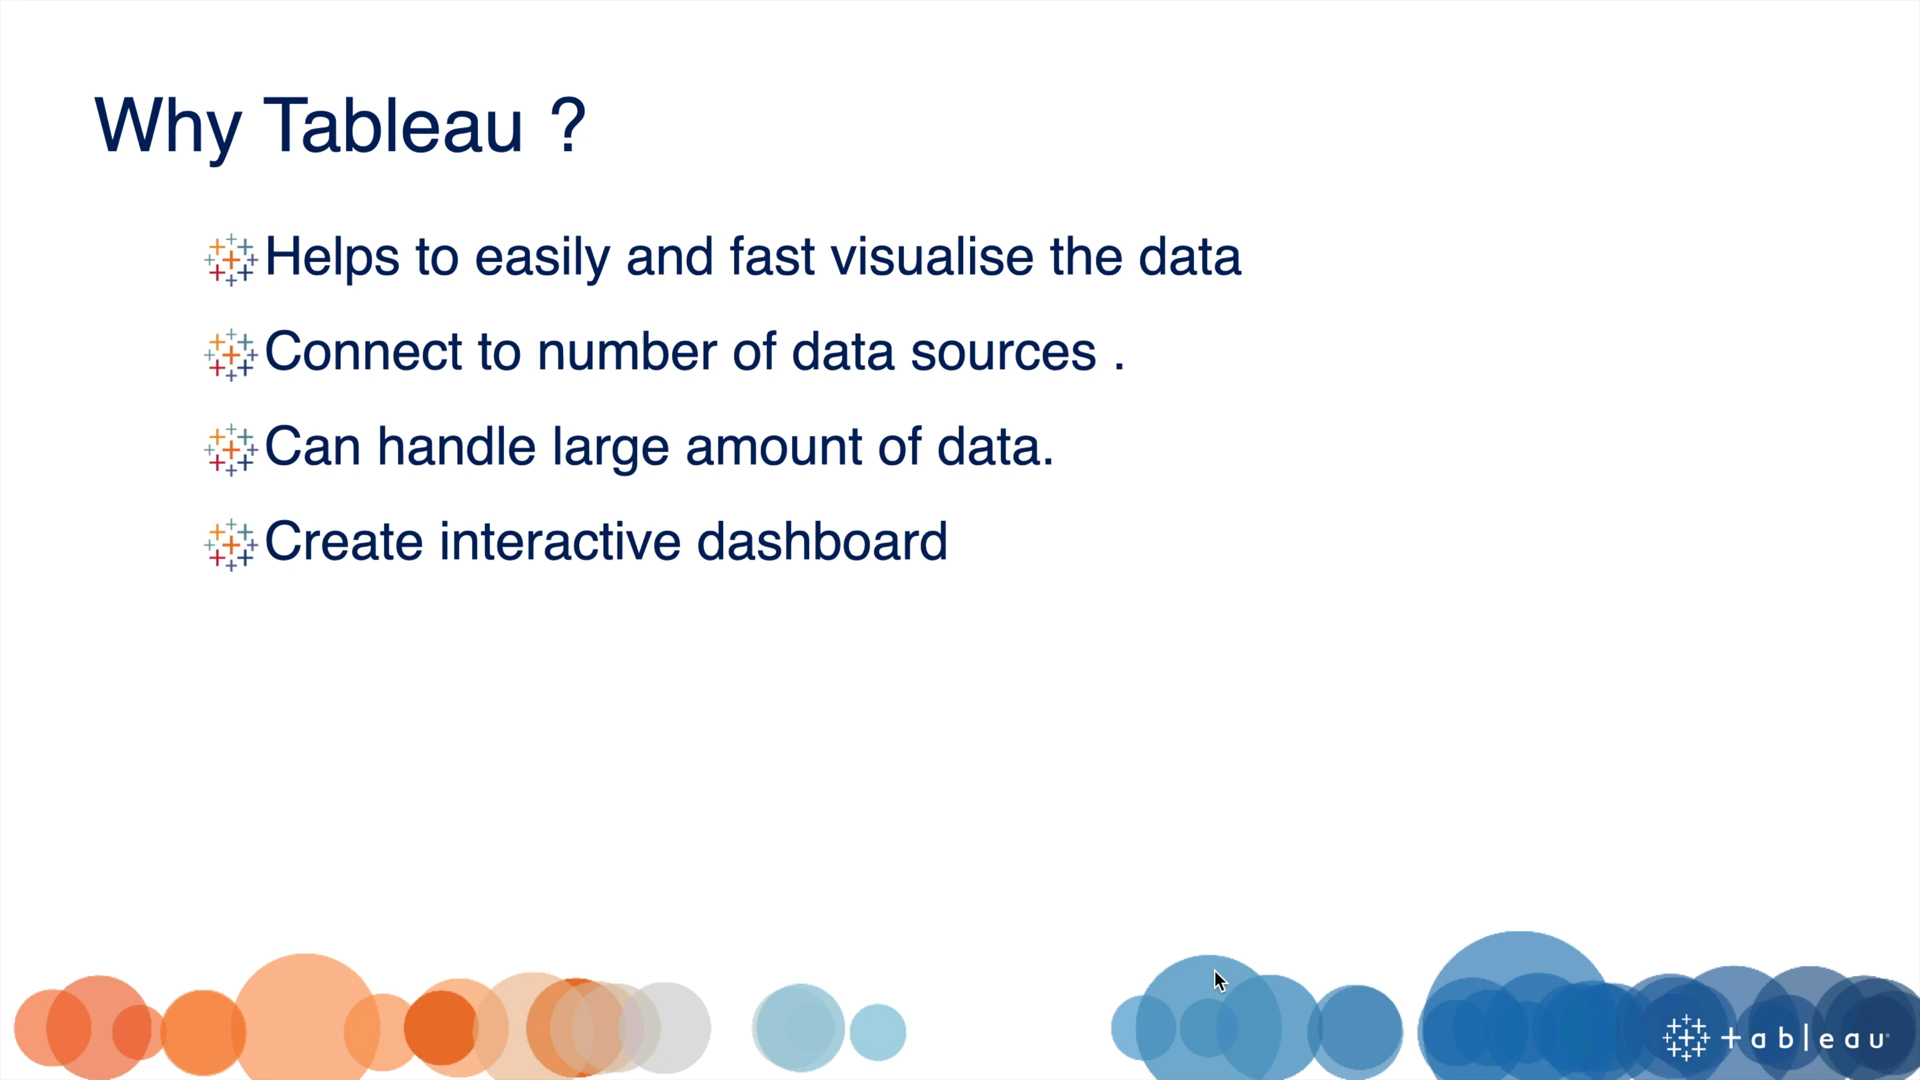 Why Tableau ?
Helps to easily and fast visualise the data
Connect to number of data sources .
Can handle large amount of data.
Create interactive dashboard
tableau